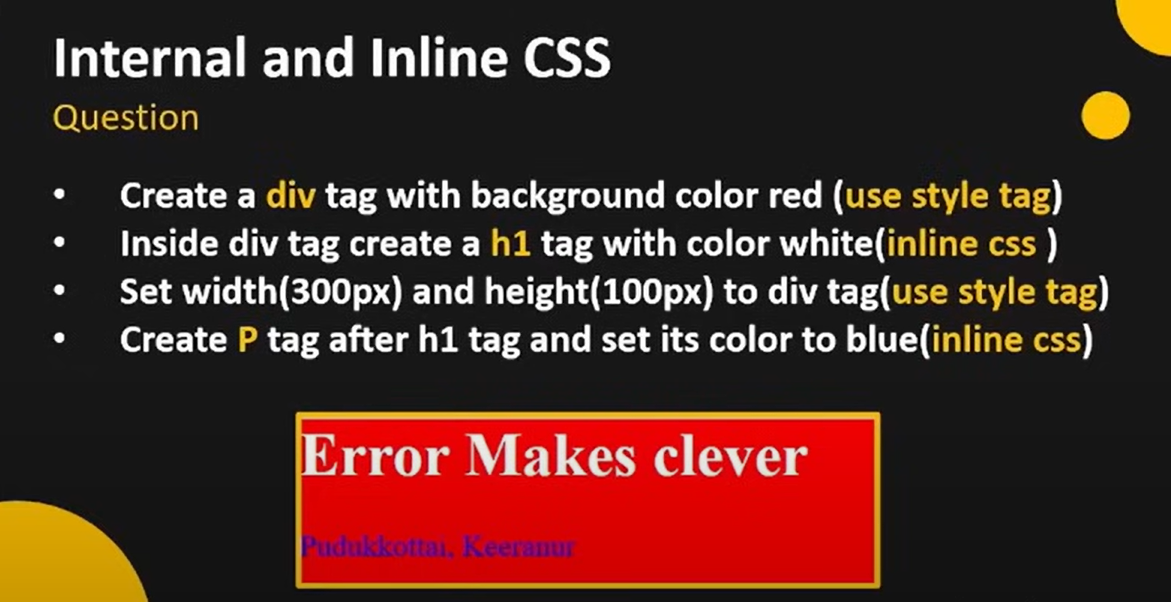 Internal and Inline CSS
Question
• Create a div tag with background color red (use style tag)
• Inside div tag create a h1 tag with color white(inline css )
• Set width(300px) and height(100px) to div tag(use style tag)
• Create P tag after h1 tag and set its color to blue(inline css)
Error Makes clever
Pudukkottai, Keeranur